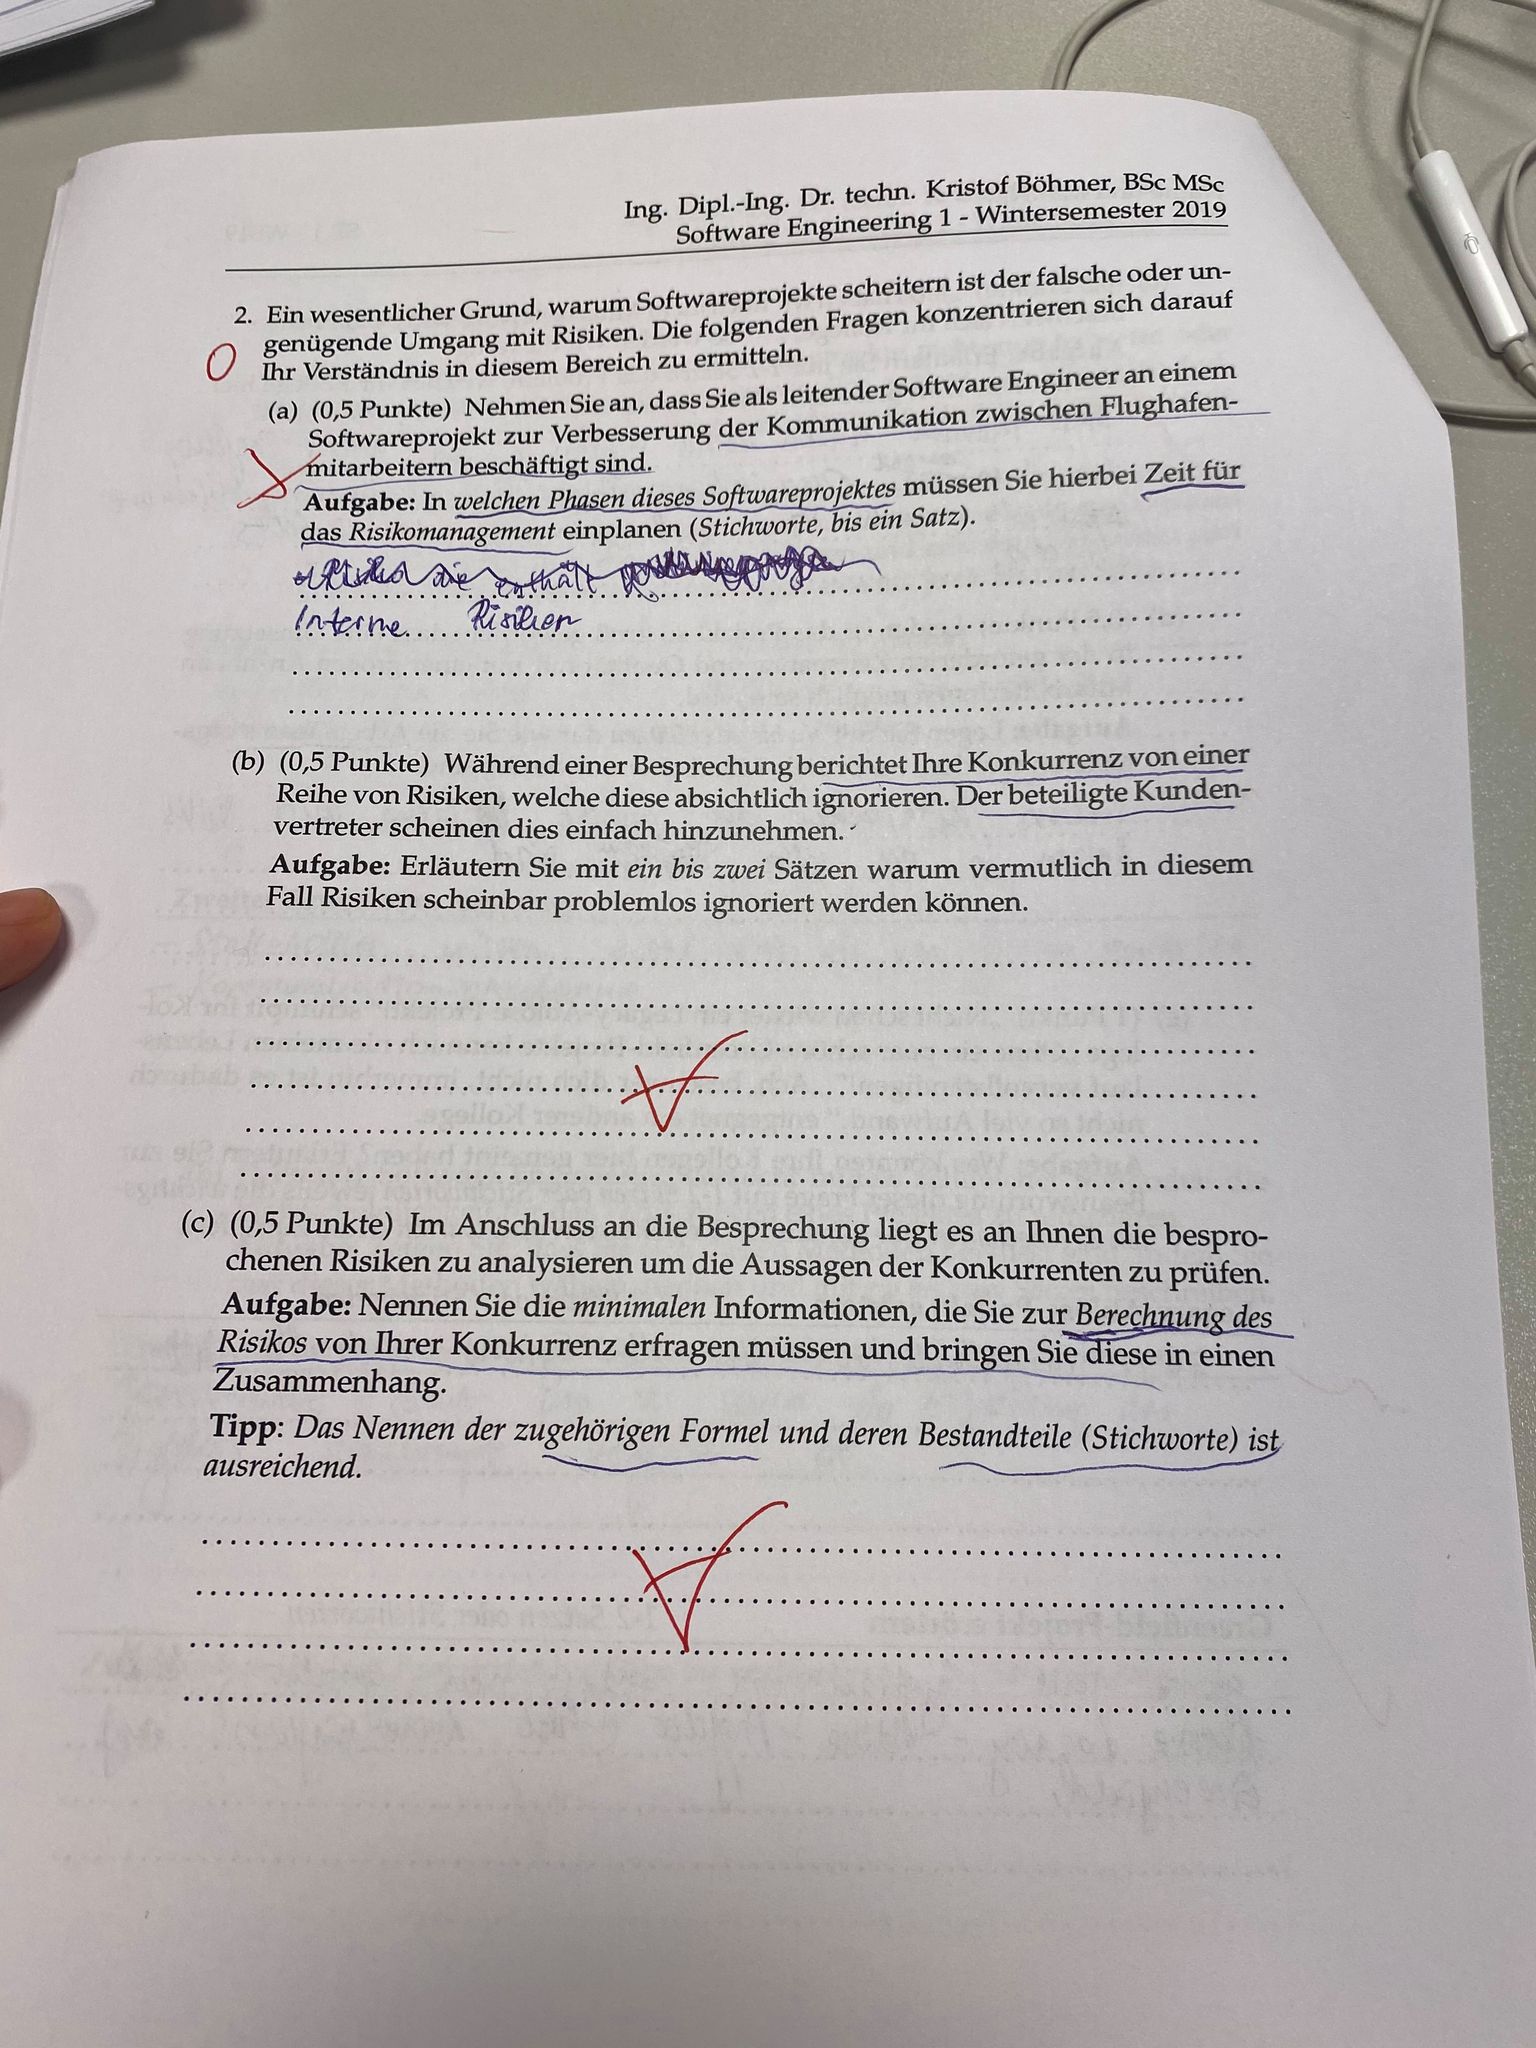 Ing. Dipl.-Ing. Dr. techn. Kristof Böhmer, BSc MSc
Software Engineering 1 - Wintersemester 2019
2. Ein wesentlicher Grund, warum Softwareprojekte scheitern ist der falsche oder un-
genügende Umgang mit Risiken. Die folgenden Fragen konzentrieren sich darauf
Ihr Verständnis in diesem Bereich zu ermitteln.
0
(a) (0,5 Punkte) Nehmen Sie an, dass Sie als leitender Software Engineer an einem
Softwareprojekt zur Verbesserung der Kommunikation zwischen Flughafen-
mitarbeitern beschäftigt sind.
Aufgabe: In welchen Phasen dieses Softwareprojektes müssen Sie hierbei Zeit für
das Risikomanagement einplanen (Stichworte, bis ein Satz).
die enthält
Interne Risiken
(b) (0,5 Punkte) Während einer Besprechung berichtet Ihre Konkurrenz von einer
Reihe von Risiken, welche diese absichtlich ignorieren. Der beteiligte Kunden-
vertreter scheinen dies einfach hinzunehmen.
Aufgabe: Erläutern Sie mit ein bis zwei Sätzen warum vermutlich in diesem
Fall Risiken scheinbar problemlos ignoriert werden können.
(c) (0,5 Punkte) Im Anschluss an die Besprechung liegt es an Ihnen die bespro-
chenen Risiken zu analysieren um die Aussagen der Konkurrenten zu prüfen.
Aufgabe: Nennen Sie die minimalen Informationen, die Sie zur Berechnung des
Risikos von Ihrer Konkurrenz erfragen müssen und bringen Sie diese in einen
Zusammenhang.
Tipp: Das Nennen der zugehörigen Formel und deren Bestandteile (Stichworte) ist
ausreichend.